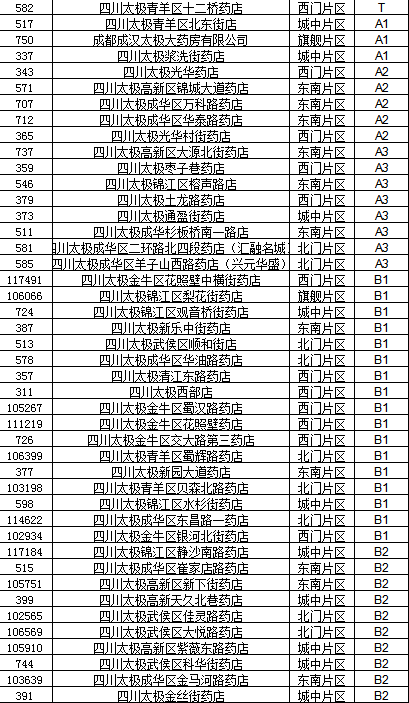 582 四川太极青羊区十二桥药店 西门片区 T
517 四川太极青羊区北东街店 城中片区 A1
750 成都成汉太极大药房有限公司 旗舰片区 A1
337 四川太极浆洗街药店 城中片区 A1
343 四川太极光华药店 西门片区 A2
571 四川太极高新区锦城大道药店 东南片区 A2
707 四川太极成华区万科路药店 东南片区 A2
712 四川太极成华区华泰路药店 东南片区 A2
365 四川太极光华村街药店 西门片区 A2
737 四川太极高新区大源北街药店 东南片区 A3
359 四川太极枣子巷药店 西门片区 A3
546 四川太极锦江区榕声路店 东南片区 A3
379 四川太极土龙路药店 西门片区 A3
373 四川太极通盈街药店 城中片区 A3
511 四川太极成华杉板桥南一路店 东南片区 A3
581 川太极成华区二环路北四段药店（汇融名城 北门片区 A3
585 四川太极成华区羊子山西路药店（兴元华盛） 北门片区 A3
117491 四川太极金牛区花照壁中横街药店 西门片区 B1
106066 四川太极锦江区梨花街药店 旗舰片区 B1
724 四川太极锦江区观音桥街药店 城中片区 B1
387 四川太极新乐中街药店 东南片区 B1
513 四川太极武侯区顺和街店 北门片区 B1
578 四川太极成华区华油路药店 北门片区 B1
357 四川太极清江东路药店 西门片区 B1
311 四川太极西部店 西门片区 B1
105267 四川太极金牛区蜀汉路药店 西门片区 B1
111219 四川太极金牛区花照壁药店 西门片区 B1
726 四川太极金牛区交大路第三药店 西门片区 B1
106399 四川太极青羊区蜀辉路药店 北门片区 B1
377 四川太极新园大道药店 东南片区 B1
103198 四川太极青羊区贝森北路药店 城中片区 B1
598 四川太极锦江区水杉街药店 城中片区 B1
114622 四川太极成华区东昌路一药店 北门片区 B1
102934 四川太极金牛区银河北街药店 西门片区 B1
117184 四川太极锦江区静沙南路药店 城中片区 B2
515 四川太极成华区崔家店路药店 东南片区 B2
105751 四川太极高新区新下街药店 东南片区 B2
399 四川太极高新天久北巷药店 城中片区 B2
102565 四川太极武侯区佳灵路药店 北门片区 B2
106569 四川太极武侯区大悦路药店 北门片区 B2
105910 四川太极高新区紫薇东路药店 城中片区 B2
744 四川太极武侯区科华街药店 城中片区 B2
103639 四川太极成华区金马河路药店 东南片区 B2
391 四川太极金丝街药店 城中片区 B2